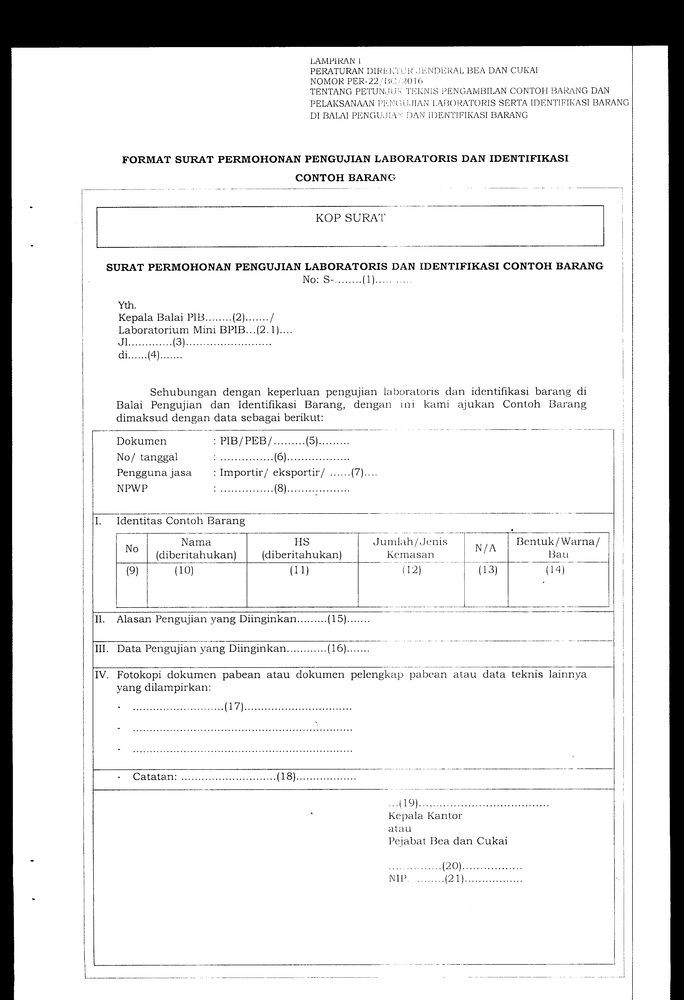 LAMPIRAN I
PERATURAN DIREKTUR JENDERAL BEA DAN CUKAI
NOMOR PER-22/BC/2016
TENTANG PETUNJUK TEKNIS PENGAMBILAN CONTOH BARANG DAN
PELAKSANAAN PENGUJIAN LABORATORIS SERTA IDENTIFIKASI BARANG
DI BALAI PENGUJIAN DAN IDENTIFIKASI BARANG
FORMAT SURAT PERMOHONAN PENGUJIAN LABORATORIS DAN IDENTIFIKASI
CONTOH BARANG
KOP SURAT
SURAT PERMOHONAN PENGUJIAN LABORATORIS DAN IDENTIFIKASI CONTOH BARANG
No: S-........(1)...........
Yth.
Kepala Balai PIB........(2)......./
Laboratorium Mini BPIB...(2.1)....
Jl.............(3).........................
di......(4).......
Sehubungan dengan keperluan pengujian laboratoris dan identifikasi barang di
Balai Pengujian dan Identifikasi Barang, dengan ini kami ajukan Contoh Barang
dimaksud dengan data sebagai berikut:
Dokumen : PIB/PEB/.........(5).........
No/ tanggal : ...............(6)..................
Pengguna jasa : Importir/ eksportir/ ......(7)....
NPWP : ...............(8)..................
I. Identitas Contoh Barang
No Nama HS Jumlah/Jenis N/A Bentuk/Warna/
(diberitahukan) (diberitahukan) Kemasan Bau
(9) (10) (11) (12) (13) (14)
II. Alasan Pengujian yang Diinginkan.........(15).......
III. Data Pengujian yang Diinginkan............(16).......
IV. Fotokopi dokumen pabean atau dokumen pelengkap pabean atau data teknis lainnya
yang dilampirkan:
- ...........................(17)................................
- ..................................................................
- ..................................................................
- Catatan: ............................(18)..................
...(19)...,...................................
Kepala Kantor
atau
Pejabat Bea dan Cukai
................(20)..................
NIP. .........(21).................